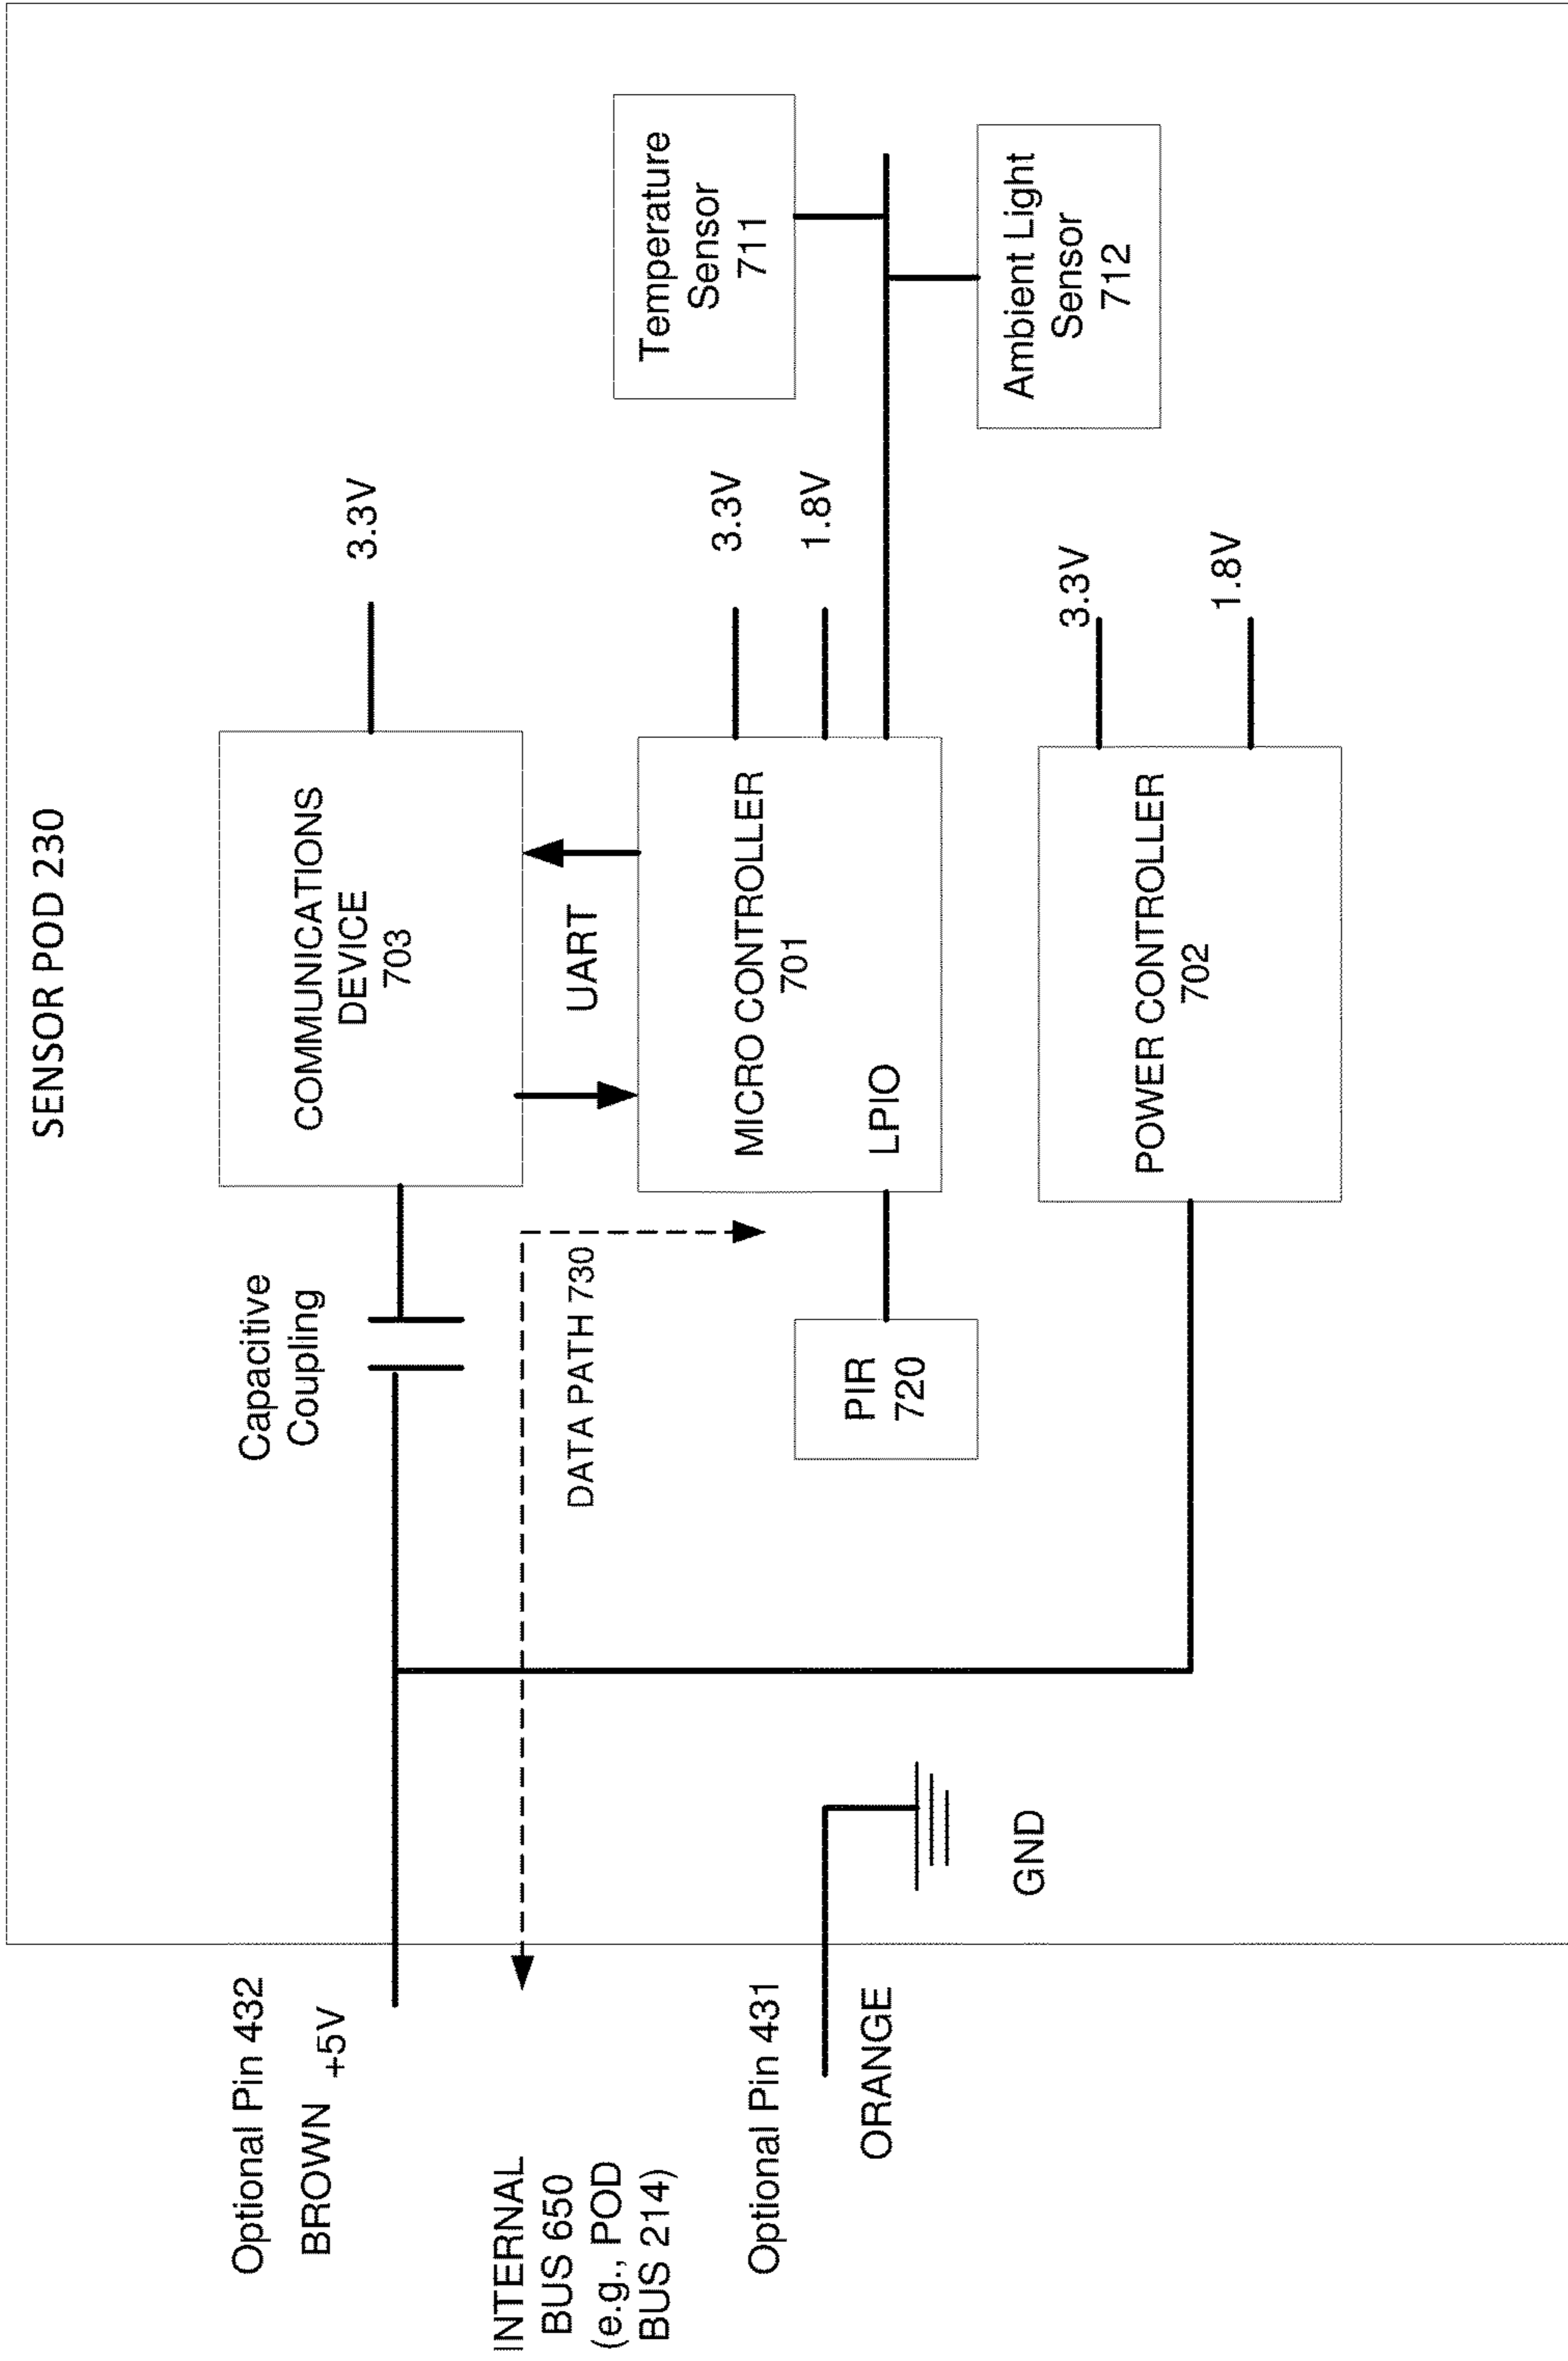 SENSOR POD 230
Optional Pin 432
BROWN +5V
Capacitive
Coupling
COMMUNICATIONS
DEVICE
703
3.3V
INTERNAL
BUS 650
(e.g., POD
BUS 214)
DATA PATH 730
UART
Optional Pin 431
ORANGE
GND
PIR
720
MICRO CONTROLLER
701
LPIO
3.3V
1.8V
Temperature
Sensor
711
Ambient Light
Sensor
712
POWER CONTROLLER
702
3.3V
1.8V